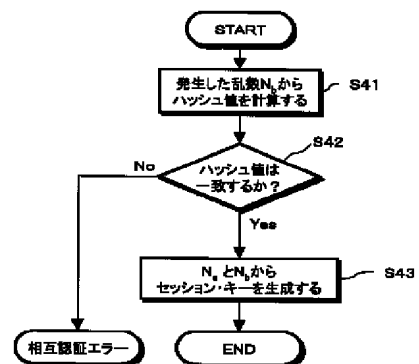 START
発生した乱数Nbから
ハッシュ値を計算する
S41
S42
ハッシュ値は
一致するか?
No
Yes
NaとNbから
セッション・キーを生成する
S43
相互認証エラー
END